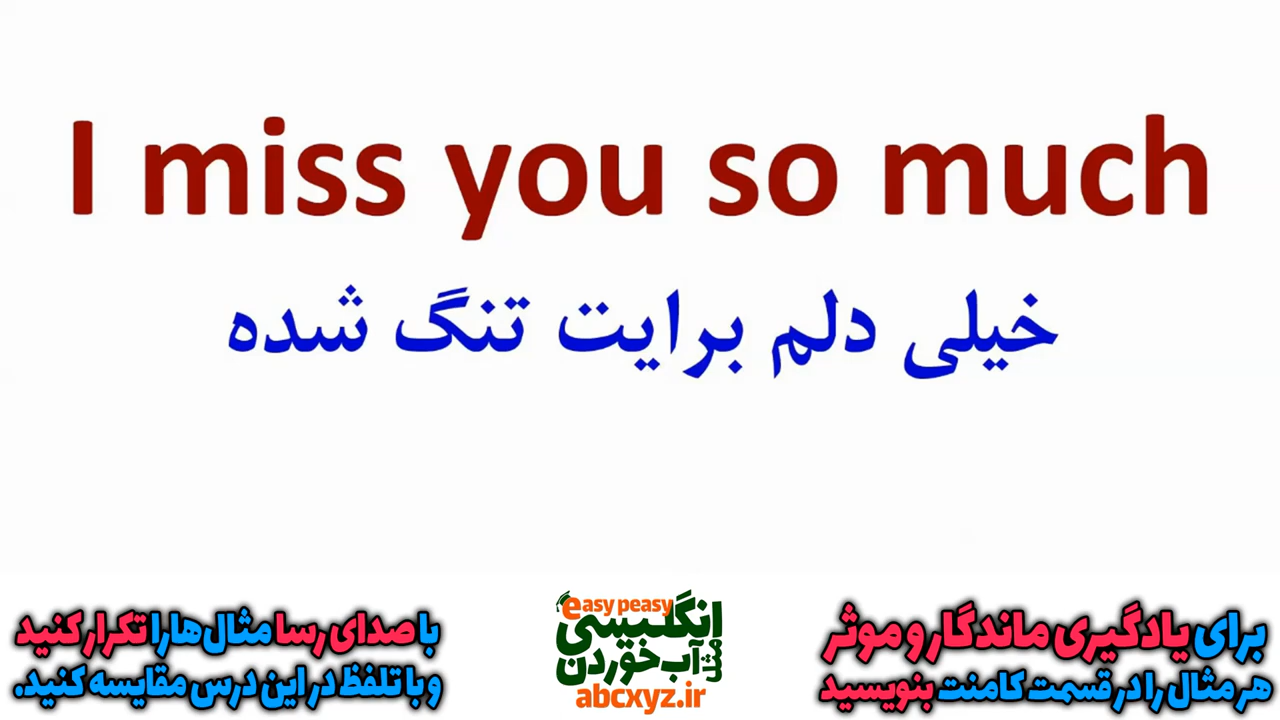 I miss you so much
خیلی دلم برایت تنگ شده
برای یادگیری ماندگار و موثر
هر مثال را در قسمت کامنت بنویسید
easy peasy
انگلیسی
مثل آب خوردن
abcxyz.ir
با صدای رسا مثال‌ها را تکرار کنید
و با تلفظ در این درس مقایسه کنید.